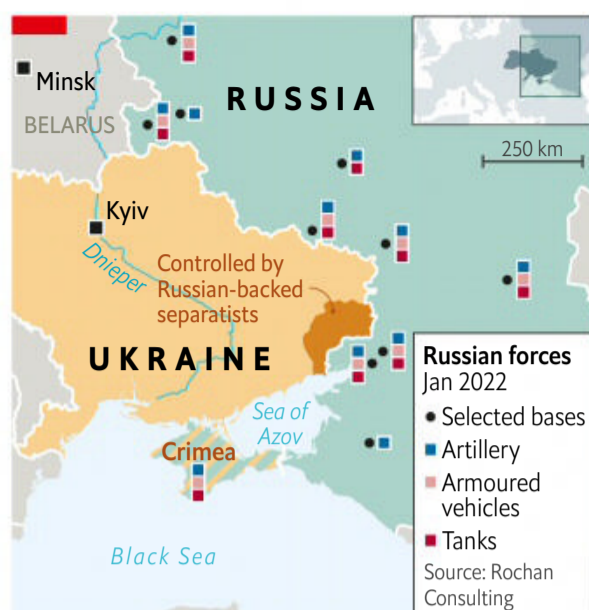 Minsk
BELARUS
RUSSIA
250 km
Kyiv
Dnieper
Controlled by
Russian-backed
separatists
UKRAINE
Sea of
Azov
Crimea
Black Sea
Russian forces
Jan 2022
Selected bases
Artillery
Armoured
vehicles
Tanks
Source: Rochan
Consulting